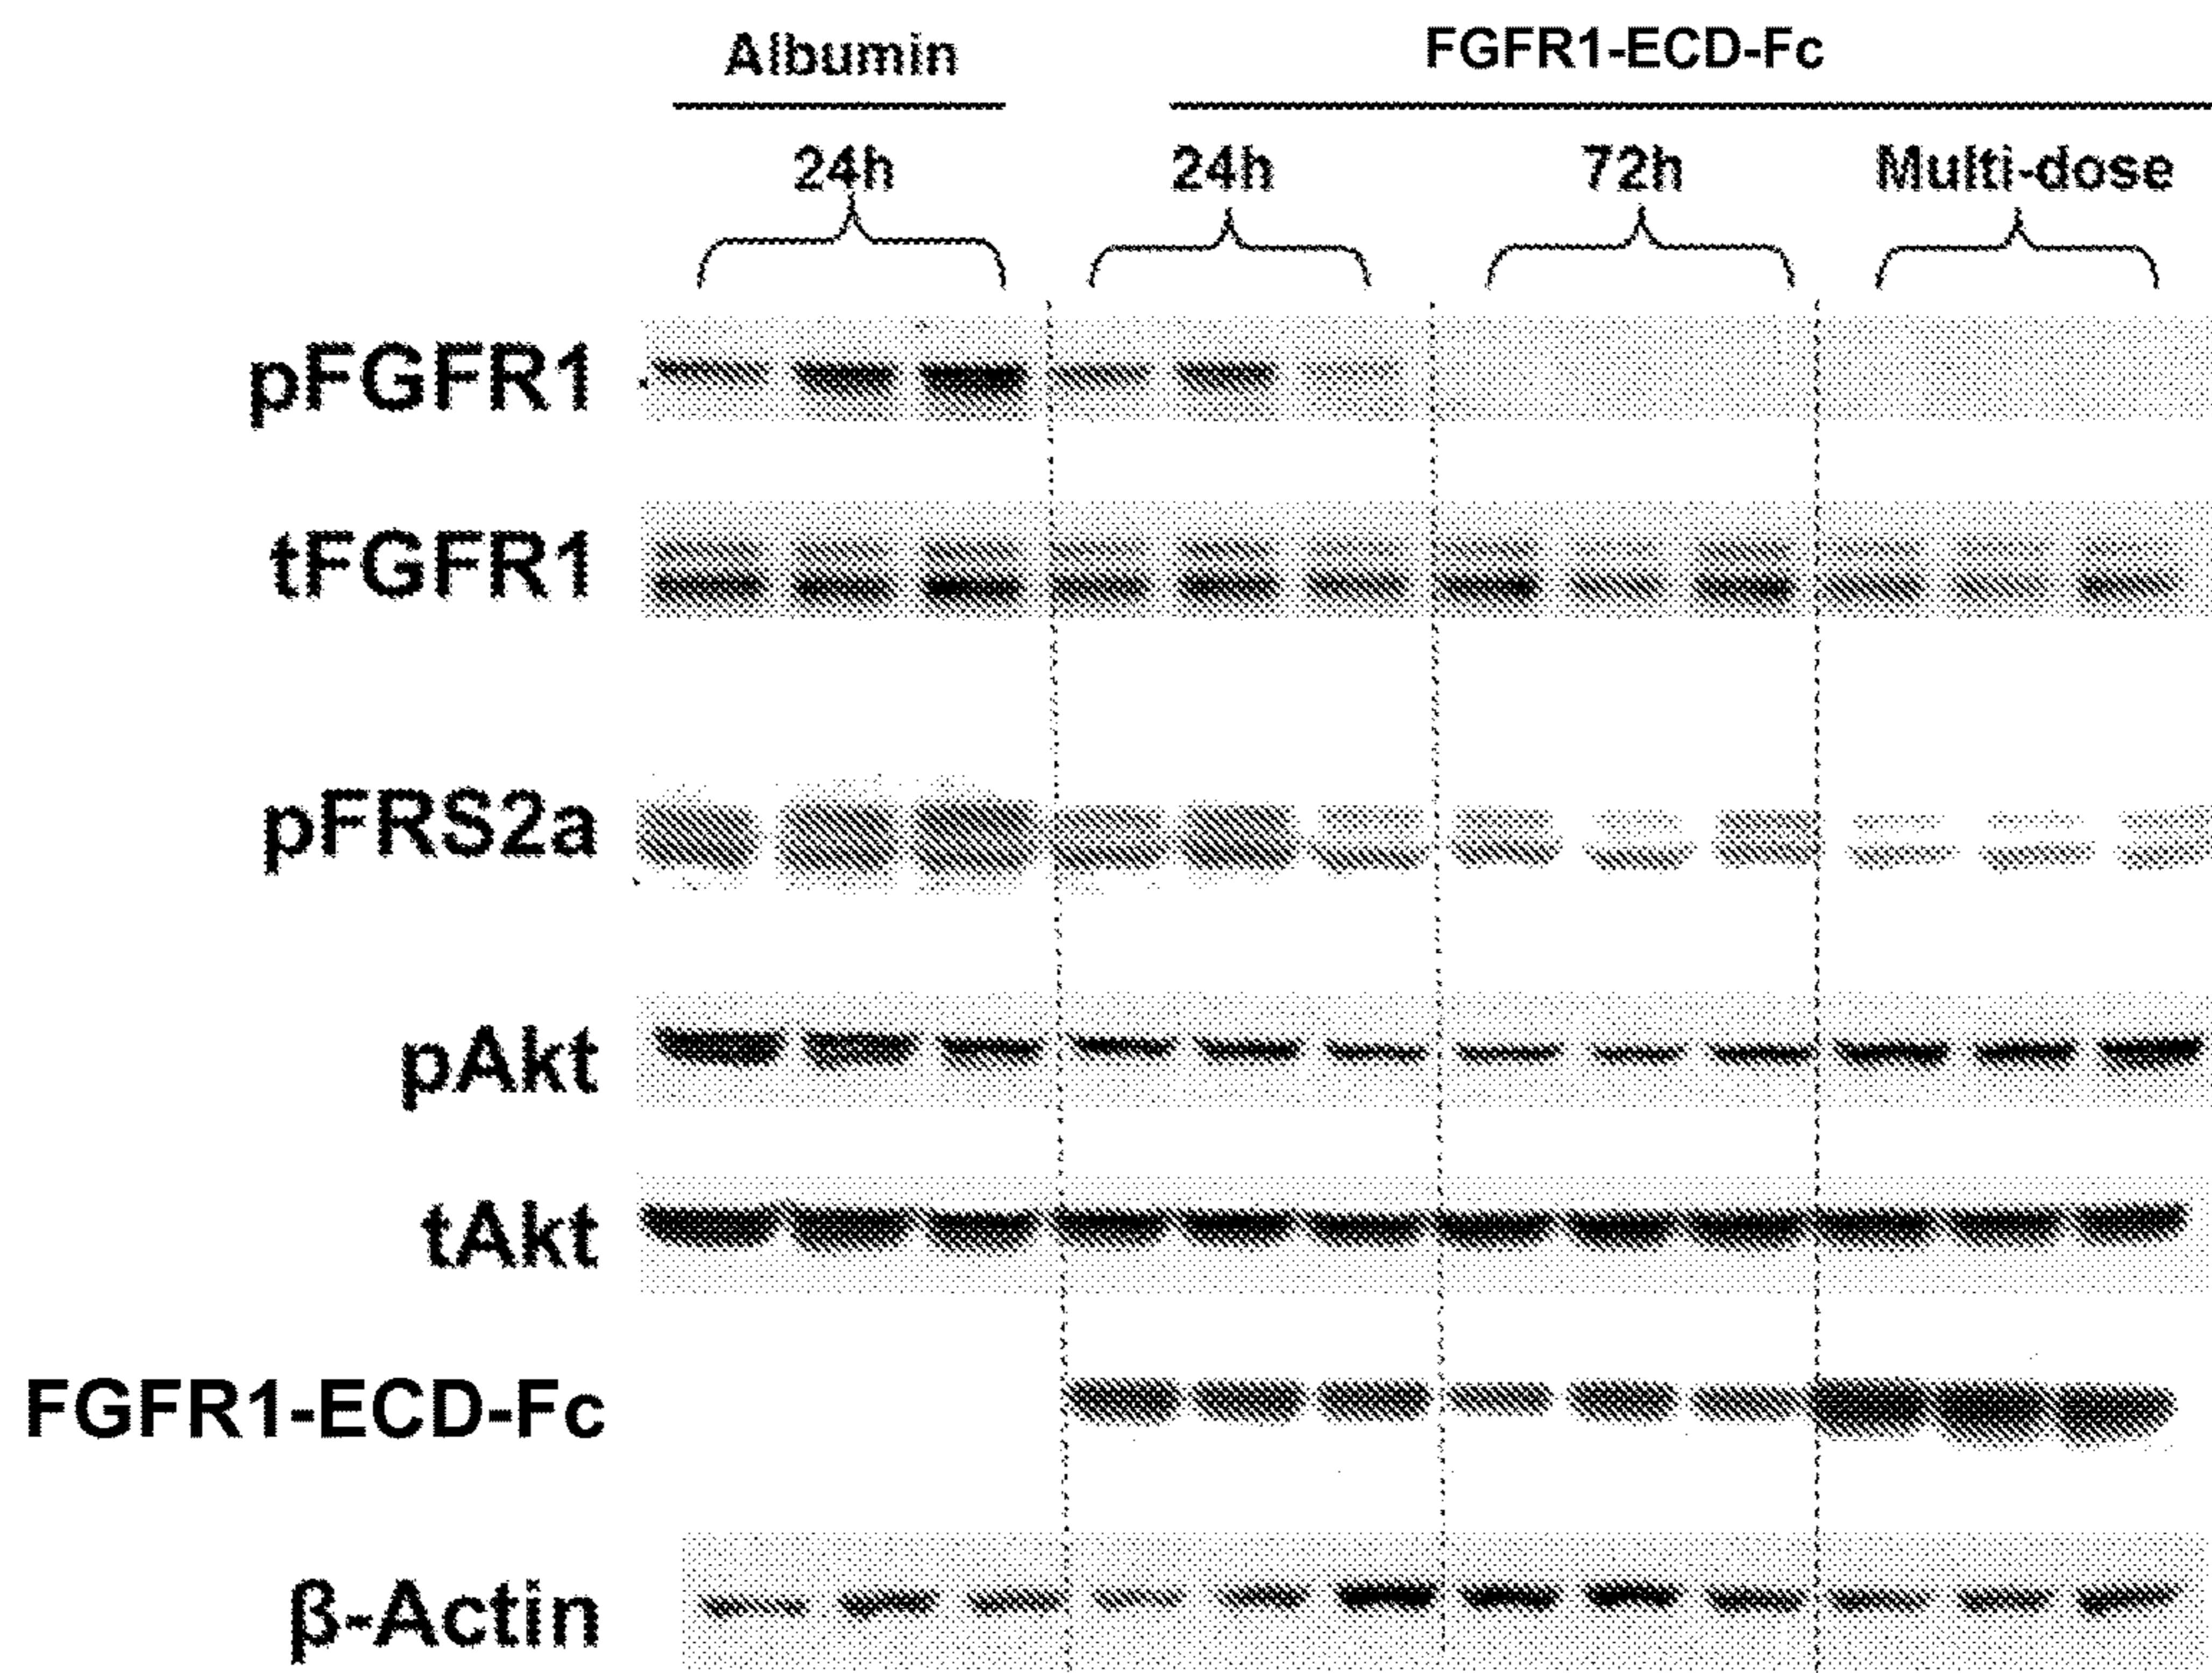 Albumin FGFR1-ECD-Fc
24h 24h 72h Multi-dose
pFGFR1
tFGFR1
pFRS2a
pAkt
tAkt
FGFR1-ECD-Fc
β-Actin